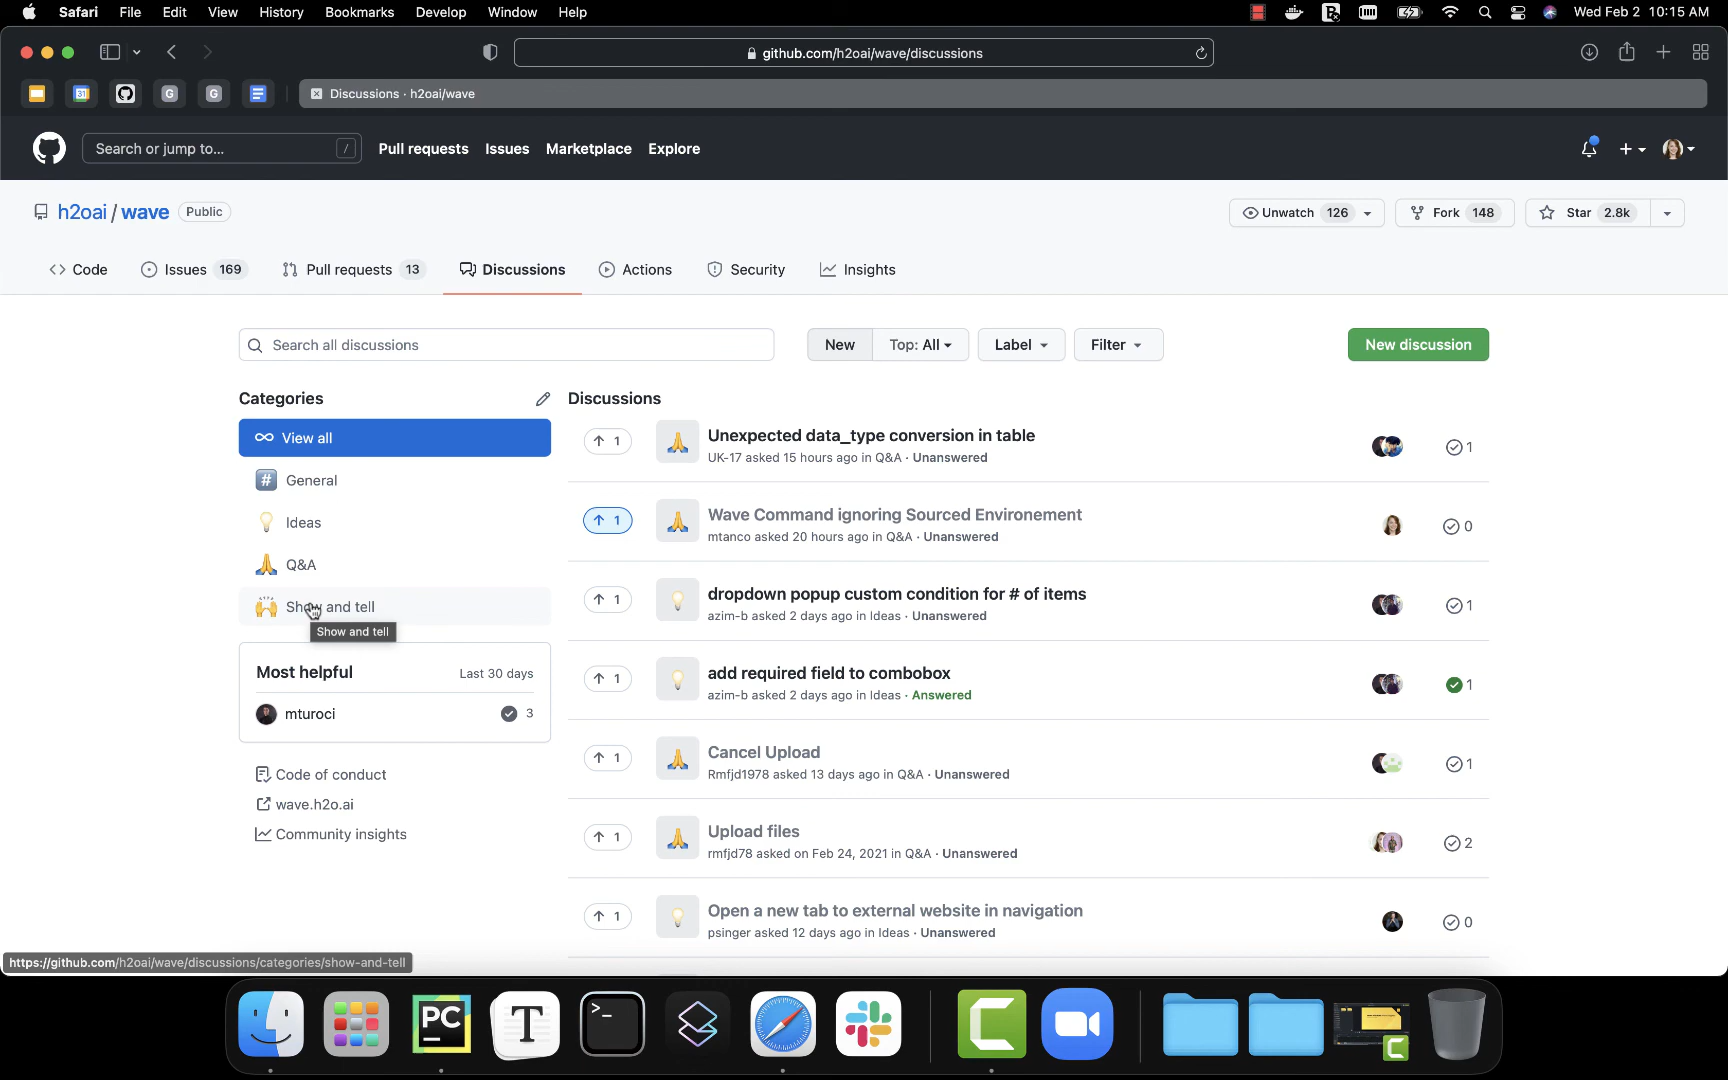 Safari File Edit View History Bookmarks Develop Window Help Wed Feb 2 10:15 AM
github.com/h2oai/wave/discussions
31 G G Discussions · h2oai/wave
Search or jump to... / Pull requests Issues Marketplace Explore
h2oai / wave Public Unwatch 126 Fork 148 Star 2.8k
Code Issues 169 Pull requests 13 Discussions Actions Security Insights
Search all discussions New Top: All Label Filter New discussion
Categories
View all
# General
Ideas
Q&A
Show and tell
Show and tell
Most helpful Last 30 days
mturoci 3
Code of conduct
wave.h2o.ai
Community insights
Discussions
1 Unexpected data_type conversion in table 1
UK-17 asked 15 hours ago in Q&A · Unanswered
1 Wave Command ignoring Sourced Environement 0
mtanco asked 20 hours ago in Q&A · Unanswered
1 dropdown popup custom condition for # of items 1
azim-b asked 2 days ago in Ideas · Unanswered
1 add required field to combobox 1
azim-b asked 2 days ago in Ideas · Answered
1 Cancel Upload 1
Rmfjd1978 asked 13 days ago in Q&A · Unanswered
1 Upload files 2
rmfjd78 asked on Feb 24, 2021 in Q&A · Unanswered
1 Open a new tab to external website in navigation 0
psinger asked 12 days ago in Ideas · Unanswered
https://github.com/h2oai/wave/discussions/categories/show-and-tell
PC T >_ C C